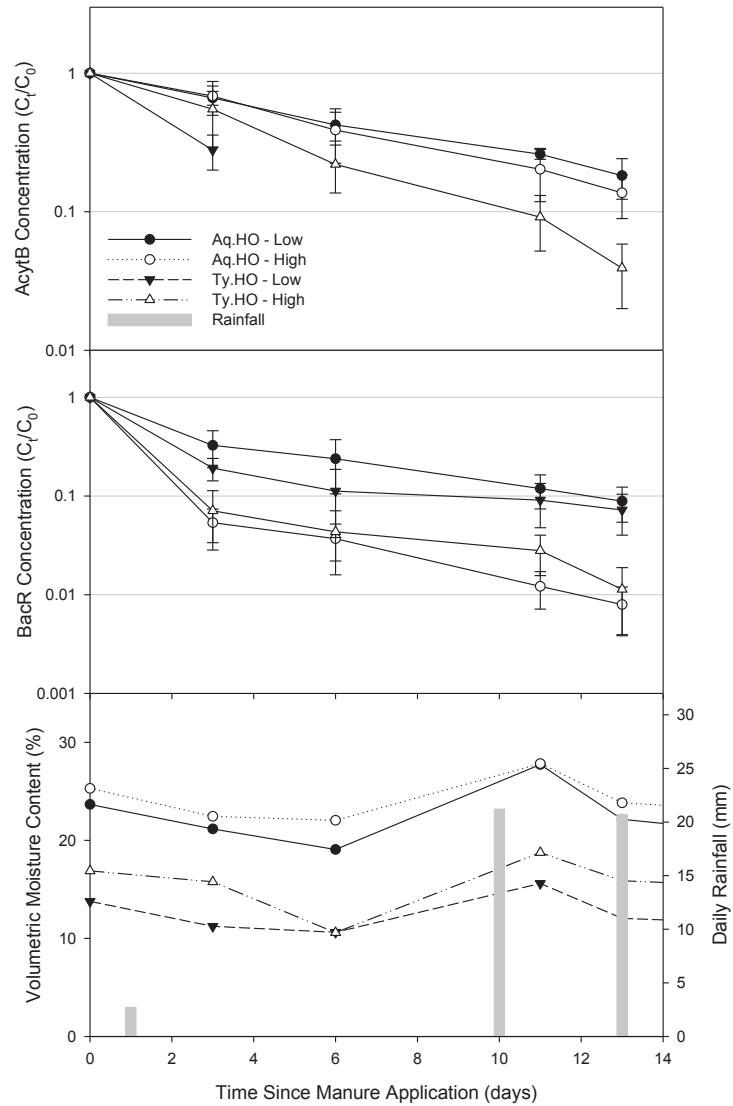 AcytB Concentration (Cₜ/C₀)
1
0.1
0.01
Aq.HO - Low
Aq.HO - High
Ty.HO - Low
Ty.HO - High
Rainfall
BacR Concentration (Cₜ/C₀)
1
0.1
0.01
0.001
Volumetric Moisture Content (%)
30
20
10
0
Daily Rainfall (mm)
30
25
20
15
10
5
0
0 2 4 6 8 10 12 14
Time Since Manure Application (days)